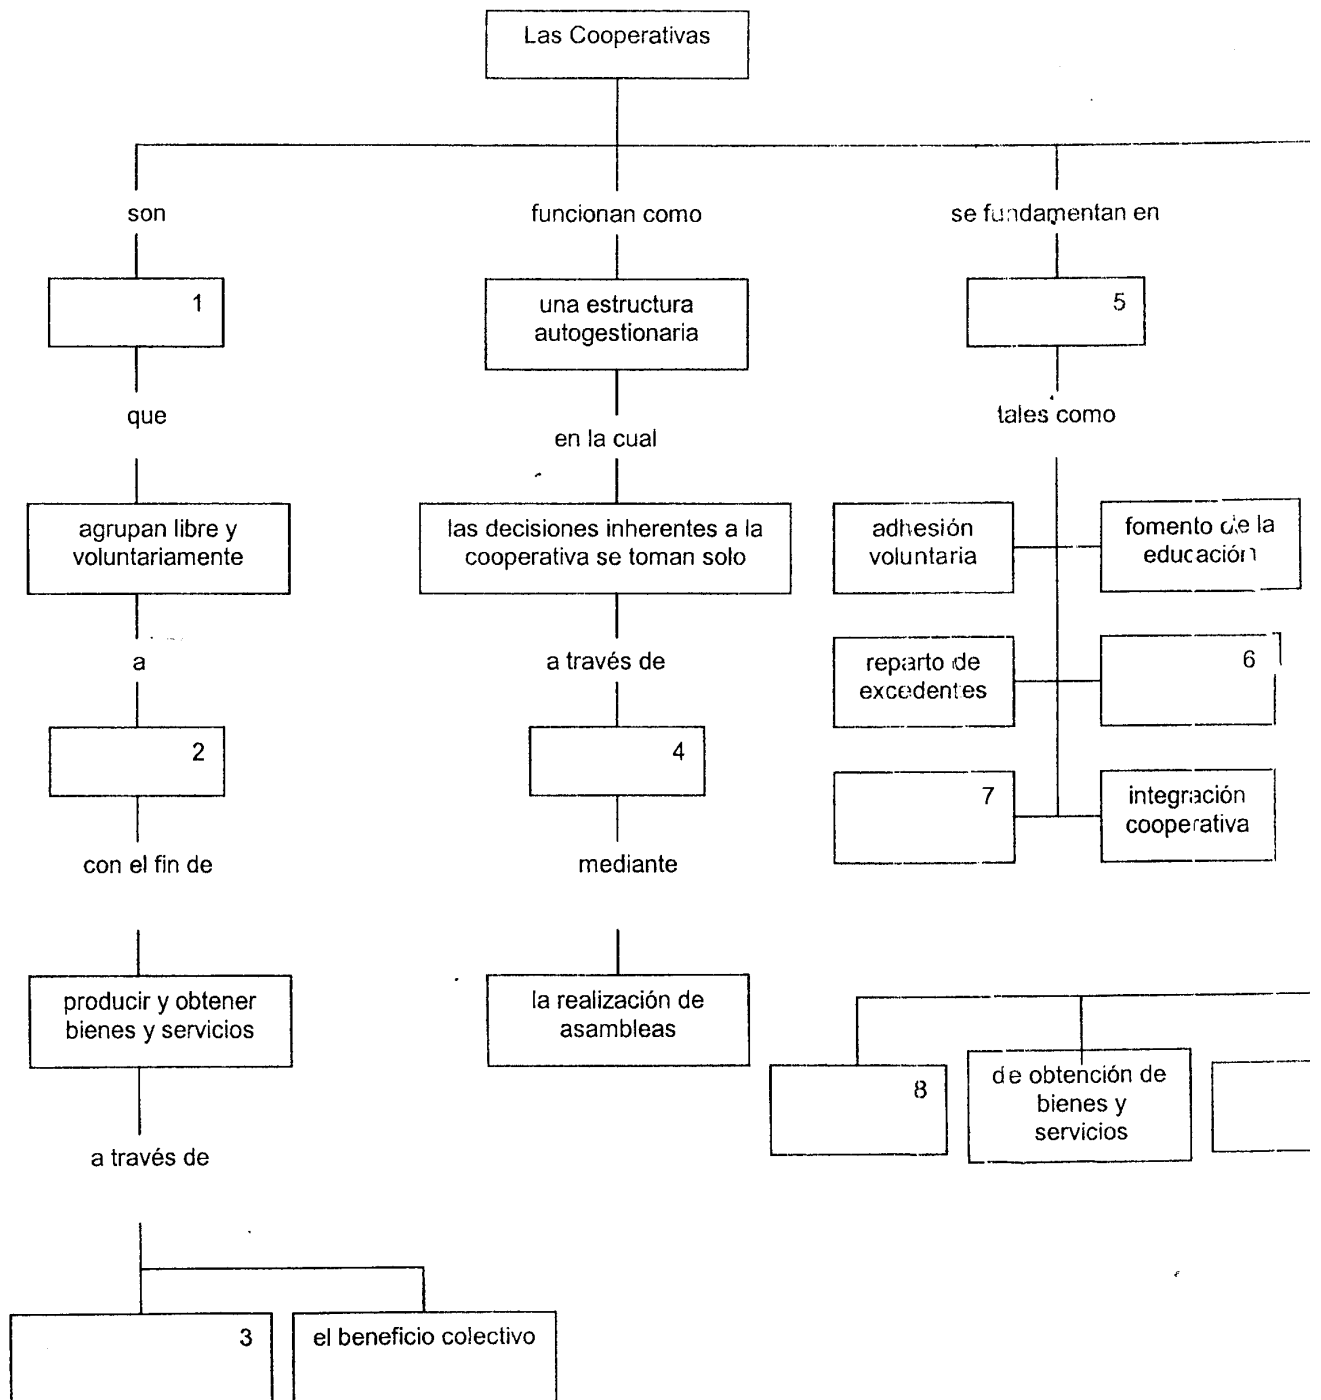 Las Cooperativas
son
funcionan como
se fundamentan en
1
una estructura
autogestionaria
5
que
en la cual
tales como
agrupan libre y
voluntariamente
las decisiones inherentes a la
cooperativa se toman solo
adhesión
voluntaria
fomento de la
educación
a
a través de
reparto de
excedentes
6
2
4
7
integración
cooperativa
con el fin de
mediante
producir y obtener
bienes y servicios
la realización de
asambleas
8
de obtención de
bienes y
servicios
a través de
3
el beneficio colectivo